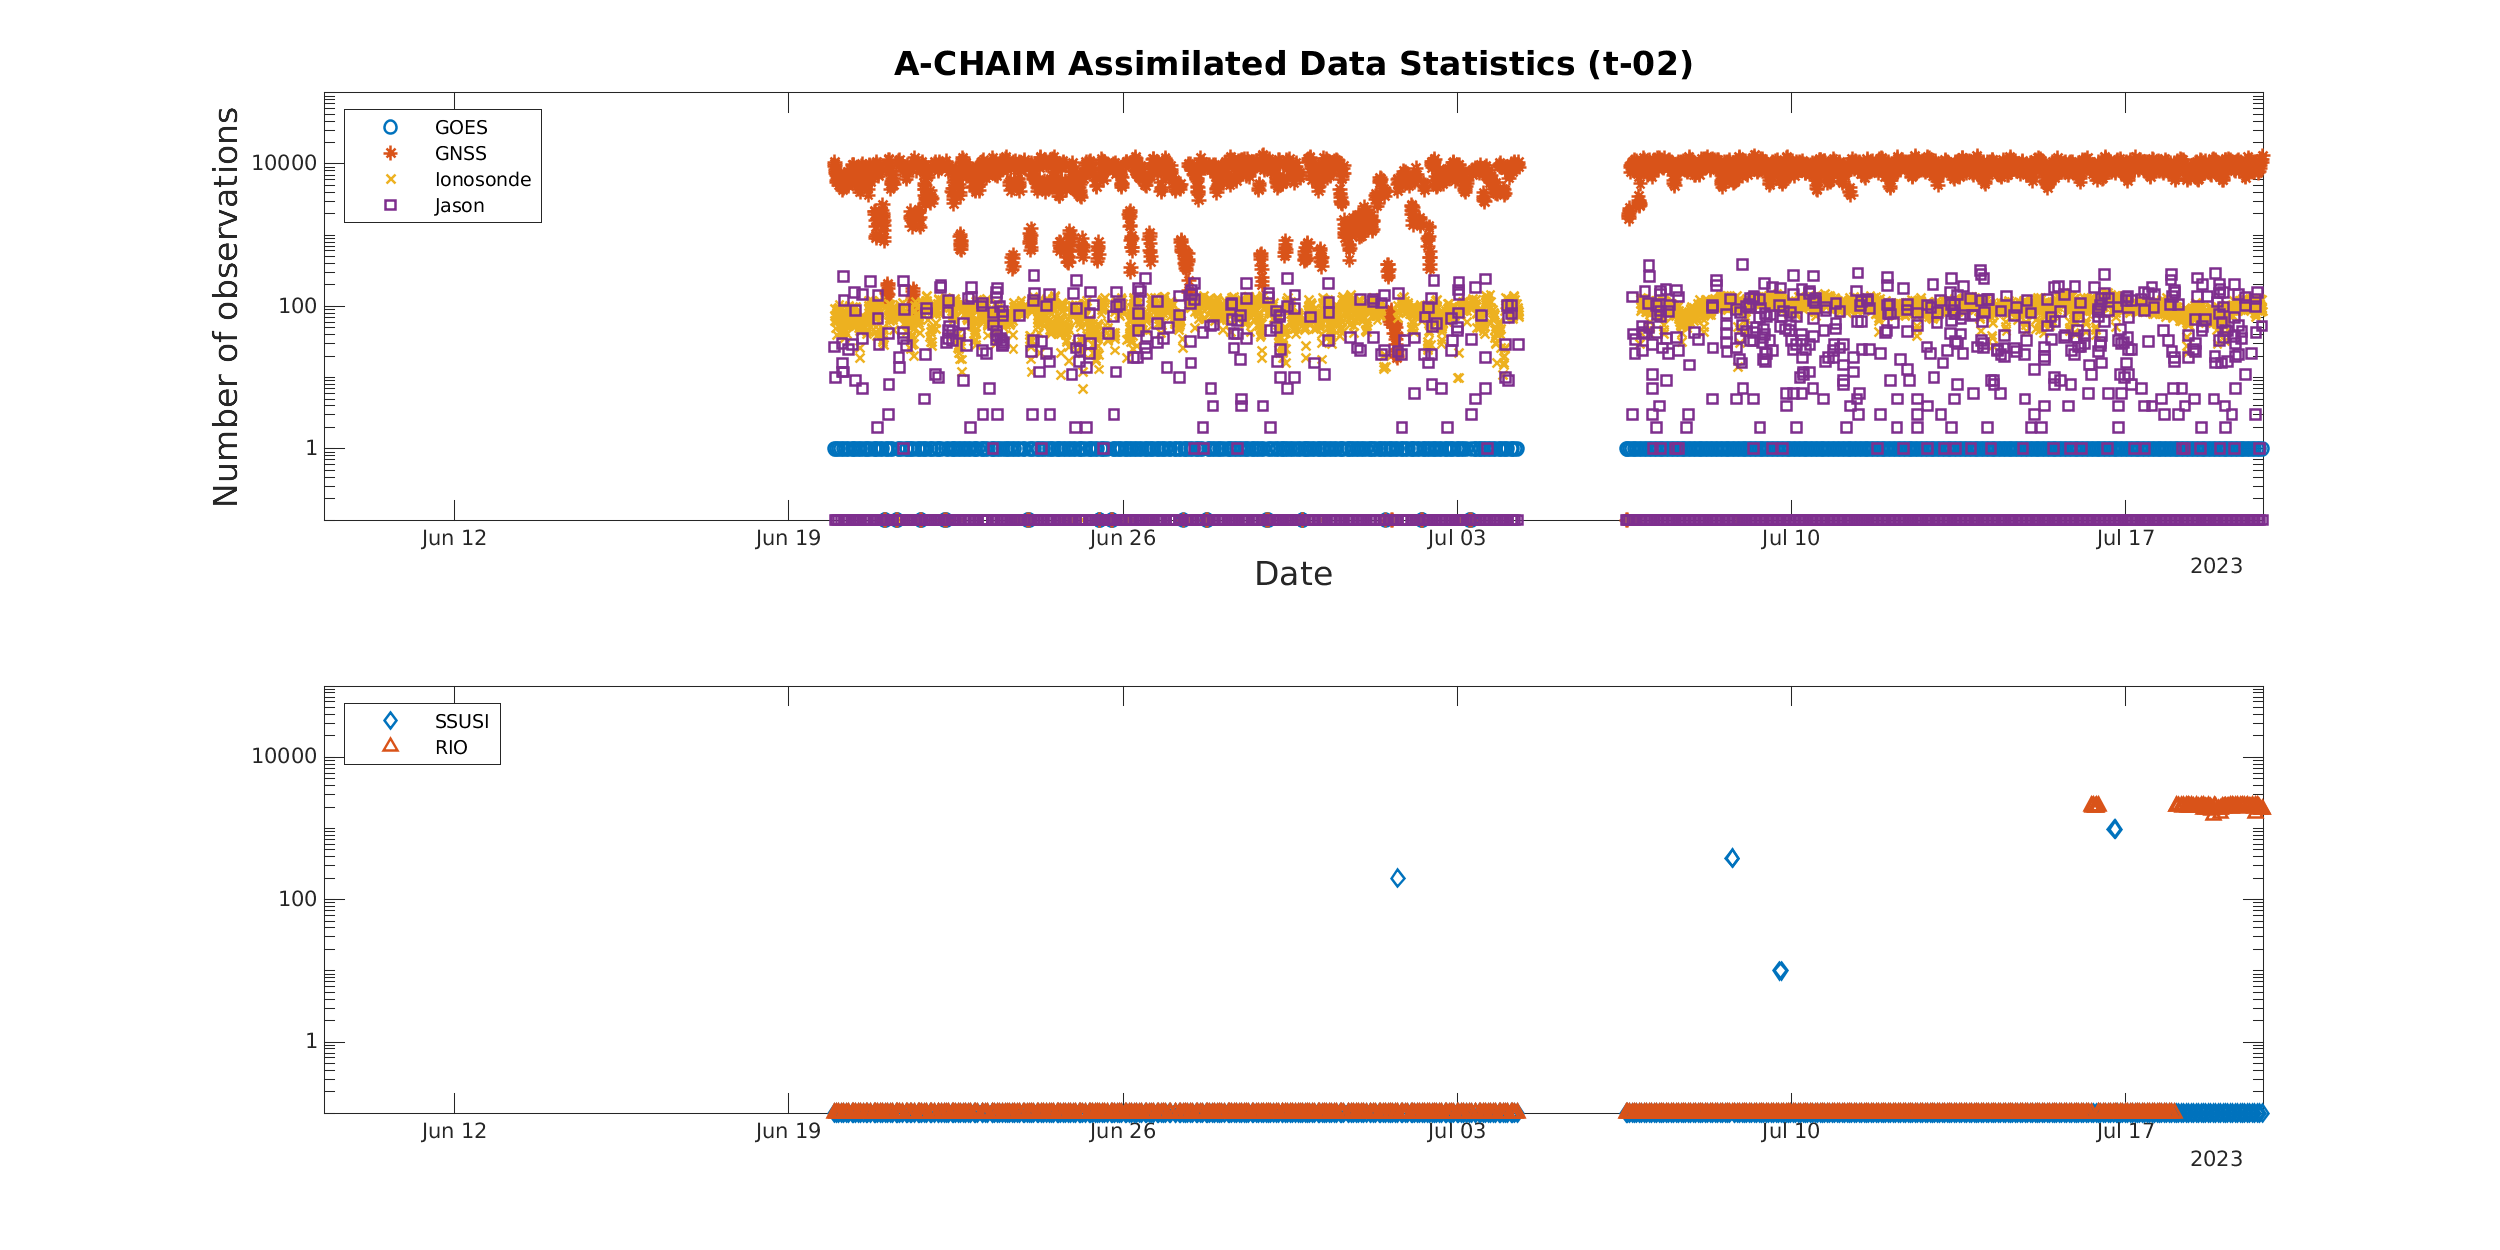 A-CHAIM Assimilated Data Statistics (t-02)
Number of observations
10000
100
1
GOES
GNSS
Ionosonde
Jason
Jun 12
Jun 19
Jun 26
Jul 03
Jul 10
Jul 17
2023
Date
10000
100
1
SSUSI
RIO
Jun 12
Jun 19
Jun 26
Jul 03
Jul 10
Jul 17
2023